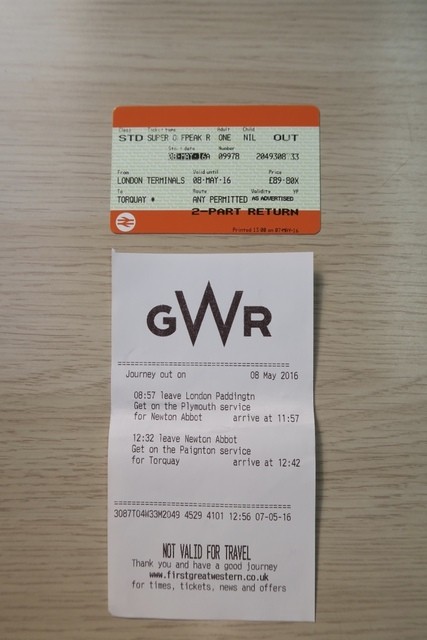 Class Ticket type Adult Child
STD SUPER O FPEAK R ONE NIL OUT
Start date Number
08·MAY·16 09978 2049308 33
From Valid until Price
LONDON TERMINALS 08·MAY·16 £89·80X
To Route Validity
TORQUAY * ANY PERMITTED AS ADVERTISED
2-PART RETURN
Printed
GWR
Journey out on 08 May 2016
08:57 leave London Paddingtn
Get on the Plymouth service
for Newton Abbot arrive at 11:57
12:32 leave Newton Abbot
Get on the Paignton service
for Torquay arrive at 12:42
3087T04W33M2049 4529 4101 12:56 07-05-16
NOT VALID FOR TRAVEL
Thank you and have a good journey
www.firstgreatwestern.co.uk
for times, tickets, news and offers